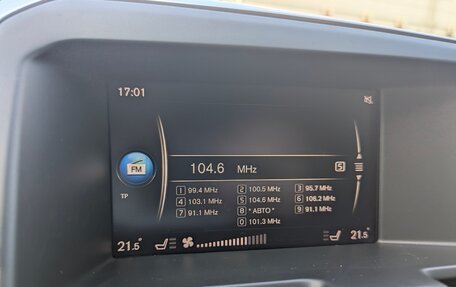 17:01
104.6 MHz 5
FM
TP
1 99.4 MHz 2 100.5 MHz 3 95.7 MHz
4 103.1 MHz 5 104.6 MHz 6 106.2 MHz
7 91.1 MHz 8 * АВТО * 9 91.1 MHz
0 101.3 MHz
21.5° 21.5°